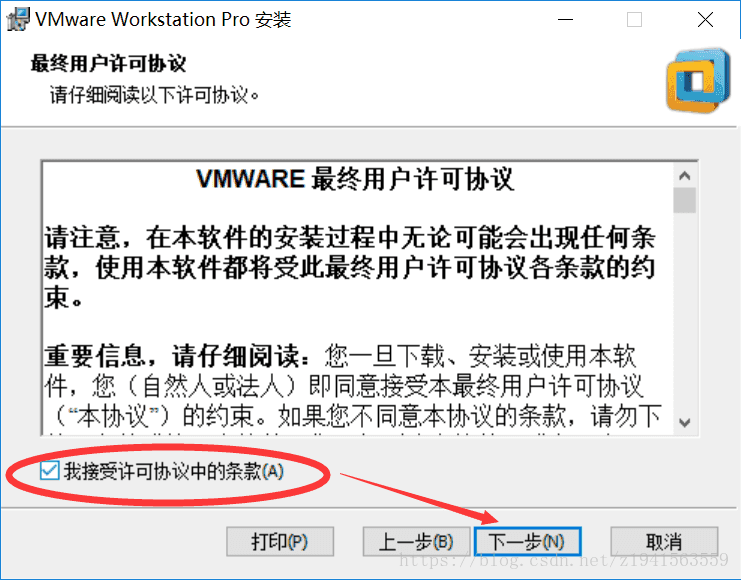 VMware Workstation Pro 安装
最终用户许可协议
请仔细阅读以下许可协议。
VMWARE 最终用户许可协议
请注意，在本软件的安装过程中无论可能会出现任何条
款，使用本软件都将受此最终用户许可协议各条款的约
束。
重要信息，请仔细阅读：您一旦下载、安装或使用本软
件，您（自然人或法人）即同意接受本最终用户许可协议
（“本协议”）的约束。如果您不同意本协议的条款，请勿下
我接受许可协议中的条款(A)
打印(P)
上一步(B)
下一步(N)
取消
https://blog.csdn.net/z1941563559